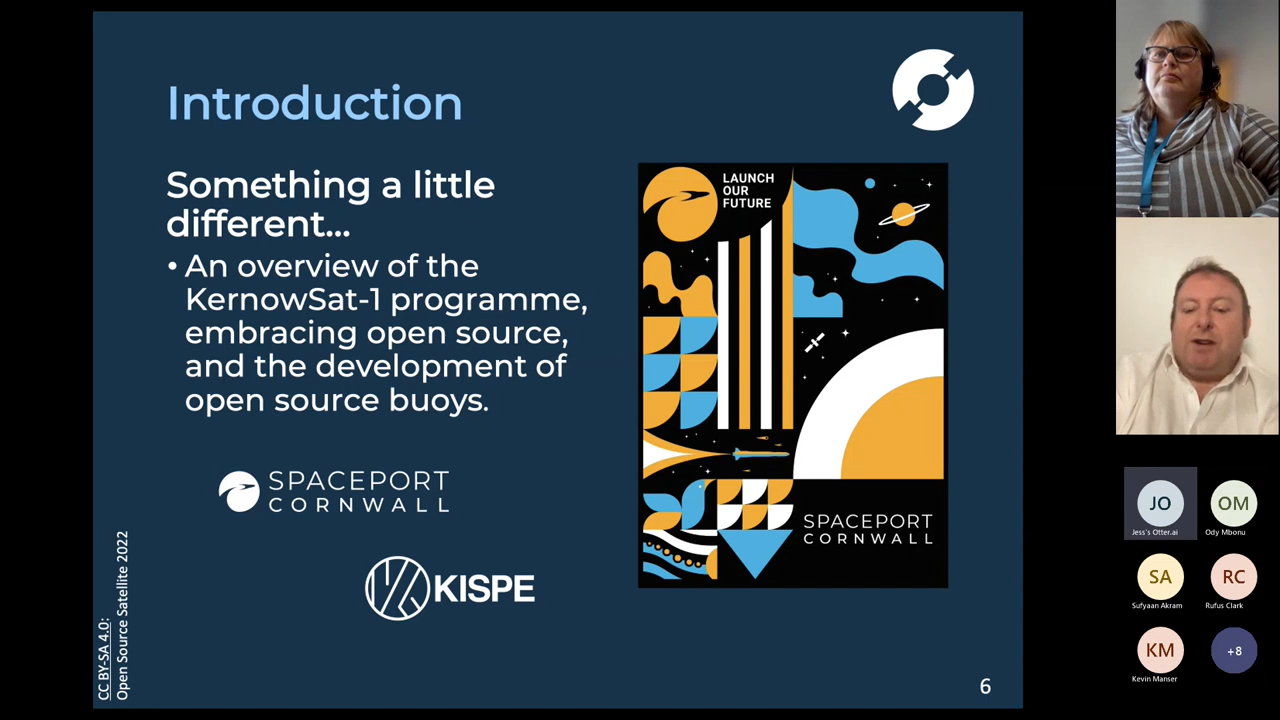 Introduction
Something a little
different...
• An overview of the
KernowSat-1 programme,
embracing open source,
and the development of
open source buoys.
SPACEPORT
CORNWALL
KISPE
CC BY-SA 4.0:
Open Source Satellite 2022
LAUNCH
OUR
FUTURE
SPACEPORT
CORNWALL
6
JO
Jess's Otter.ai
OM
Ody Mbonu
SA
Sufyaan Akram
RC
Rufus Clark
KM
Kevin Manser
+8